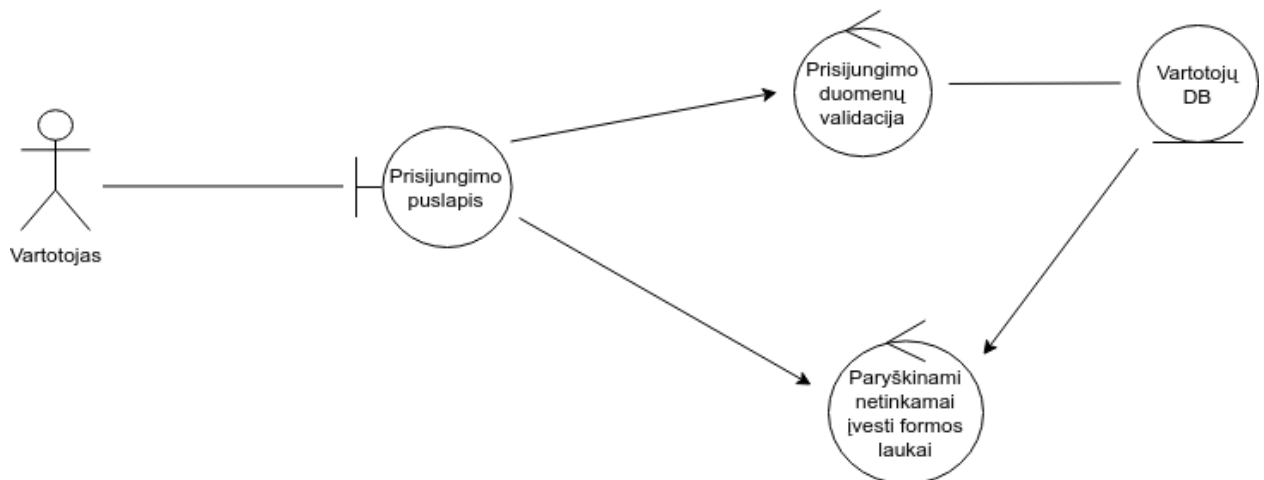 Vartotojas
Prisijungimo
puslapis
Prisijungimo
duomenų
validacija
Vartotojų
DB
Paryškinami
netinkamai
įvesti formos
laukai